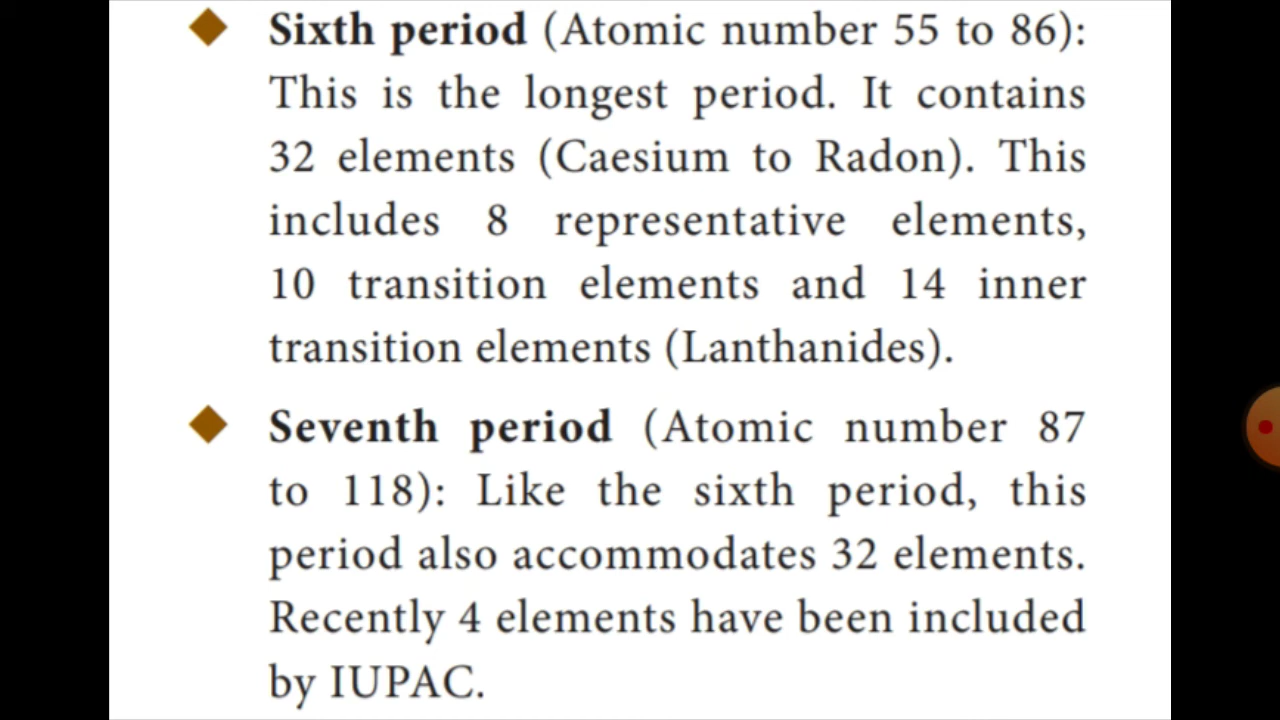 Sixth period (Atomic number 55 to 86):
This is the longest period. It contains
32 elements (Caesium to Radon). This
includes 8 representative elements,
10 transition elements and 14 inner
transition elements (Lanthanides).
Seventh period (Atomic number 87
to 118): Like the sixth period, this
period also accommodates 32 elements.
Recently 4 elements have been included
by IUPAC.